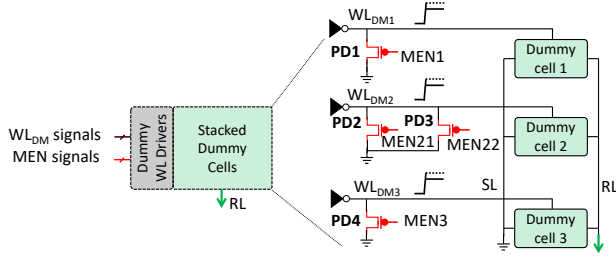 WL_DM signals
MEN signals
Dummy
WL Drivers
Stacked
Dummy
Cells
RL
WL_DM1
PD1
MEN1
Dummy
cell 1
WL_DM2
PD2
PD3
MEN21
MEN22
Dummy
cell 2
WL_DM3
SL
RL
PD4
MEN3
Dummy
cell 3